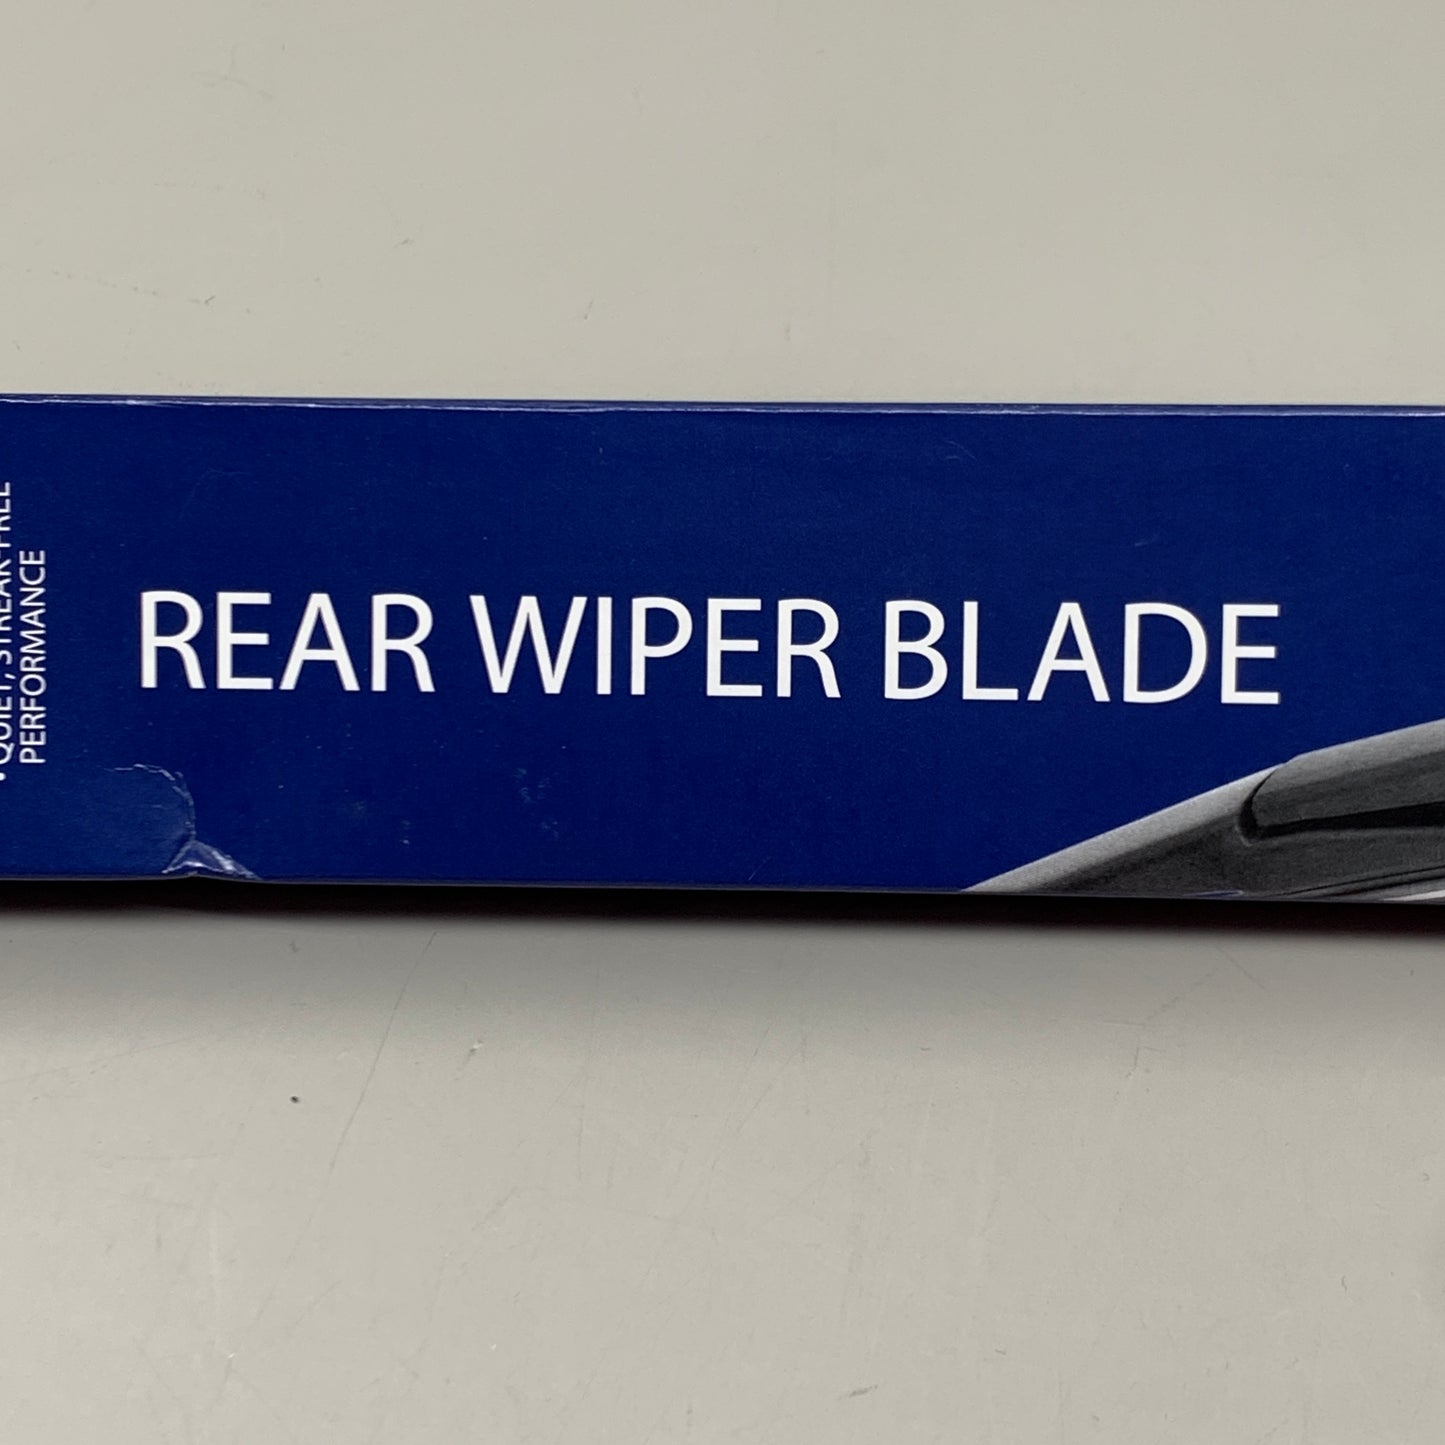 • QUIET, STREAK-FREE
PERFORMANCE
REAR WIPER BLADE